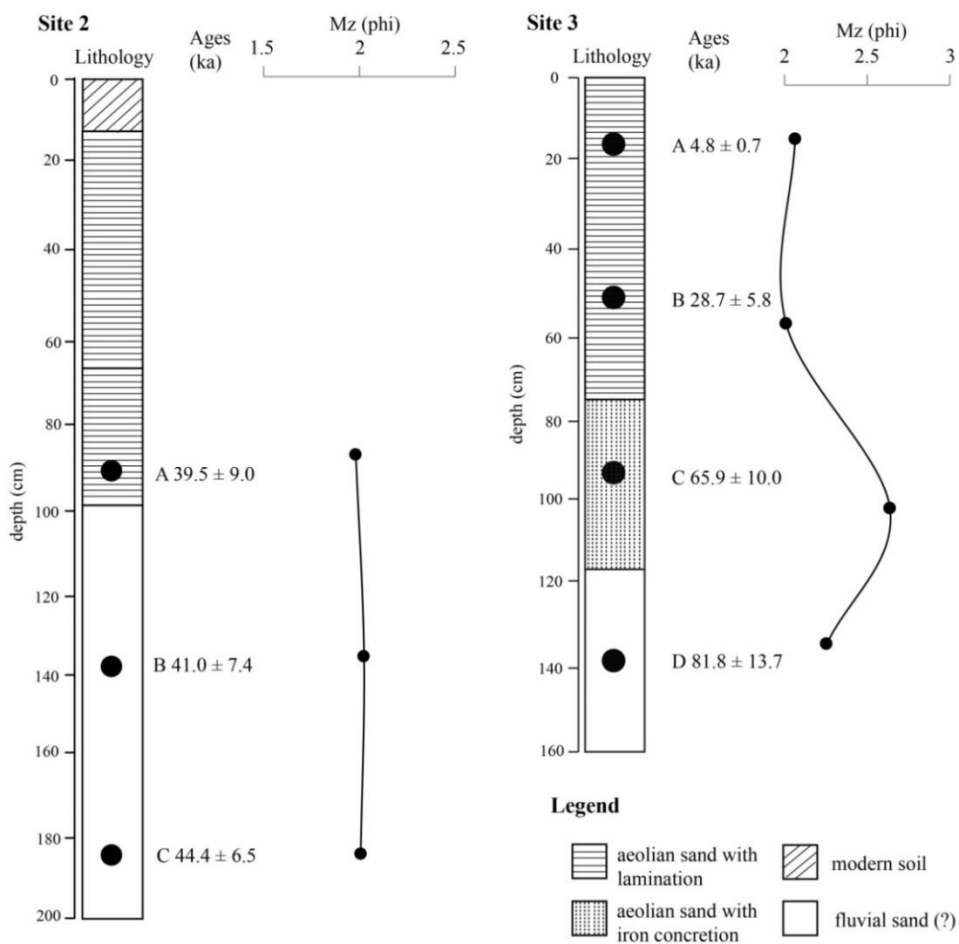 Site 2
Lithology
Ages
(ka)
Mz (phi)
1.5 2 2.5
0
20
40
60
80
100
120
140
160
180
200
depth (cm)
A 39.5 ± 9.0
B 41.0 ± 7.4
C 44.4 ± 6.5
Site 3
Lithology
Ages
(ka)
Mz (phi)
2 2.5 3
0
20
40
60
80
100
120
140
160
depth (cm)
A 4.8 ± 0.7
B 28.7 ± 5.8
C 65.9 ± 10.0
D 81.8 ± 13.7
Legend
aeolian sand with
lamination
modern soil
aeolian sand with
iron concretion
fluvial sand (?)